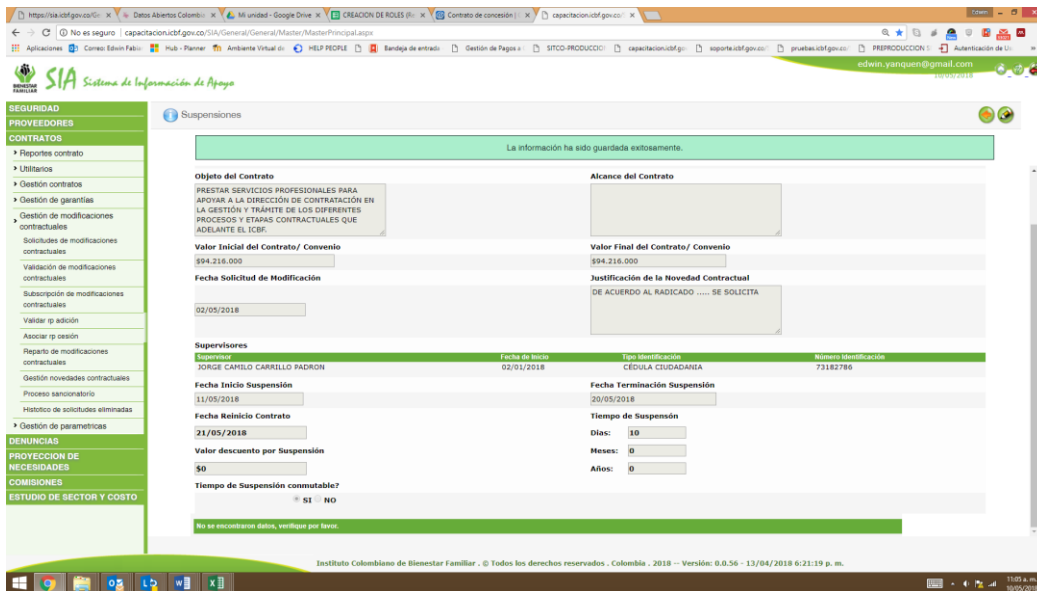 https://sia.icbf.gov.co/Ge
Datos Abiertos Colombia
Mi unidad - Google Drive
CREACION DE ROLES (Re
Contrato de concesión |
capacitacion.icbf.gov.co/
Edwin
No es seguro | capacitacion.icbf.gov.co/SIA/General/General/Master/MasterPrincipal.aspx
Aplicaciones
Correo: Edwin Fabia
Hub - Planner
Ambiente Virtual de
HELP PEOPLE
Bandeja de entrada
Gestión de Pagos a
SITCO-PRODUCCIO
capacitacion.icbf.go
soporte.icbf.gov.co/
pruebas.icbf.gov.co/
PREPRODUCCION S
Autenticación de Us
BIENESTAR
FAMILIAR
SIA Sistema de Información de Apoyo
edwin.yanquen@gmail.com
10/05/2018
SEGURIDAD
PROVEEDORES
CONTRATOS
Reportes contrato
Utilitarios
Gestión contratos
Gestión de garantías
Gestión de modificaciones
contractuales
Solicitudes de modificaciones
contractuales
Validación de modificaciones
contractuales
Subscripción de modificaciones
contractuales
Validar rp adición
Asociar rp cesión
Reparto de modificaciones
contractuales
Gestión novedades contractuales
Proceso sancionatorio
Histotico de solicitudes eliminadas
Gestión de parametricas
DENUNCIAS
PROYECCION DE
NECESIDADES
COMISIONES
ESTUDIO DE SECTOR Y COSTO
Suspensiones
La información ha sido guardada exitosamente.
Objeto del Contrato
Alcance del Contrato
PRESTAR SERVICIOS PROFESIONALES PARA
APOYAR A LA DIRECCIÓN DE CONTRATACIÓN EN
LA GESTIÓN Y TRÁMITE DE LOS DIFERENTES
PROCESOS Y ETAPAS CONTRACTUALES QUE
ADELANTE EL ICBF.
Valor Inicial del Contrato/ Convenio
Valor Final del Contrato/ Convenio
$94.216.000
$94.216.000
Fecha Solicitud de Modificación
Justificación de la Novedad Contractual
02/05/2018
DE ACUERDO AL RADICADO ..... SE SOLICITA
Supervisores
Supervisor Fecha de Inicio Tipo Identificación Número Identificación
JORGE CAMILO CARRILLO PADRON 02/01/2018 CÉDULA CIUDADANIA 73182786
Fecha Inicio Suspensión
Fecha Terminación Suspensión
11/05/2018
20/05/2018
Fecha Reinicio Contrato
Tiempo de Suspensón
21/05/2018
Días: 10
Valor descuento por Suspensión
Meses: 0
$0
Años: 0
Tiempo de Suspensión conmutable?
SI NO
No se encontraron datos, verifique por favor.
Instituto Colombiano de Bienestar Familiar . © Todos los derechos reservados . Colombia . 2018 -- Versión: 0.0.56 - 13/04/2018 6:21:19 p. m.
11:05 a. m.
10/05/2018